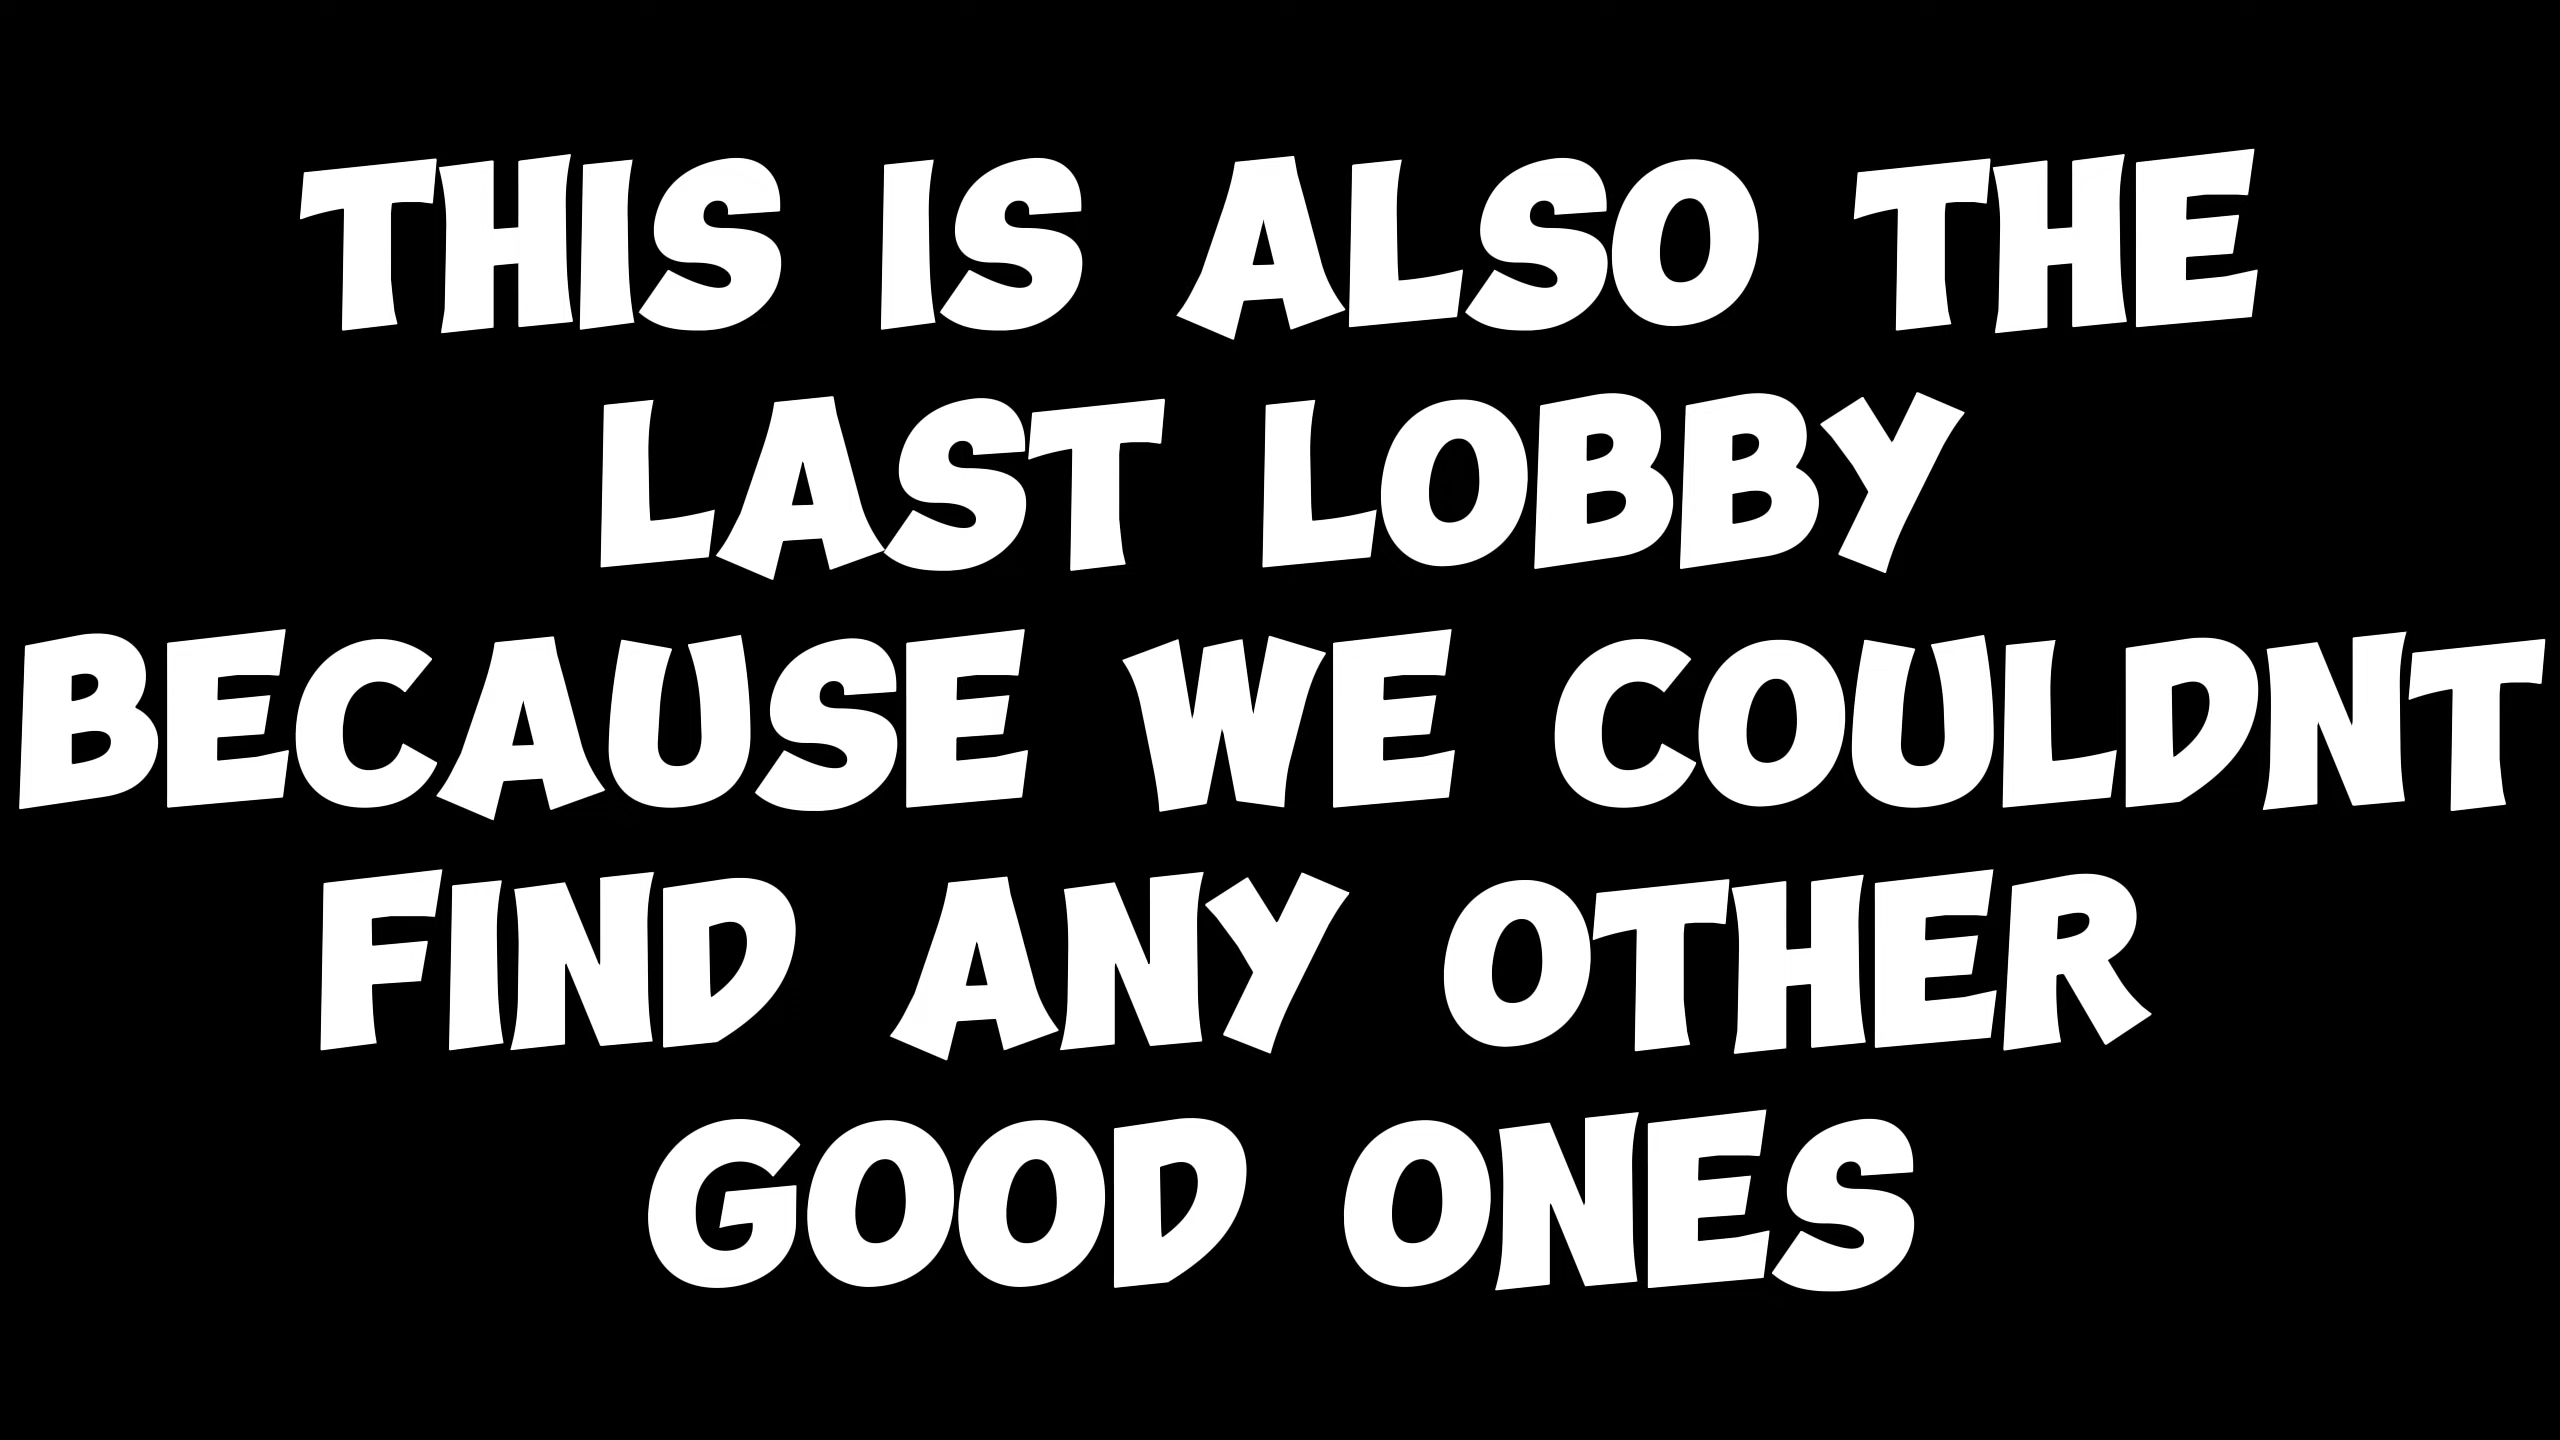 THIS IS ALSO THE
LAST LOBBY
BECAUSE WE COULDNT
FIND ANY OTHER
GOOD ONES